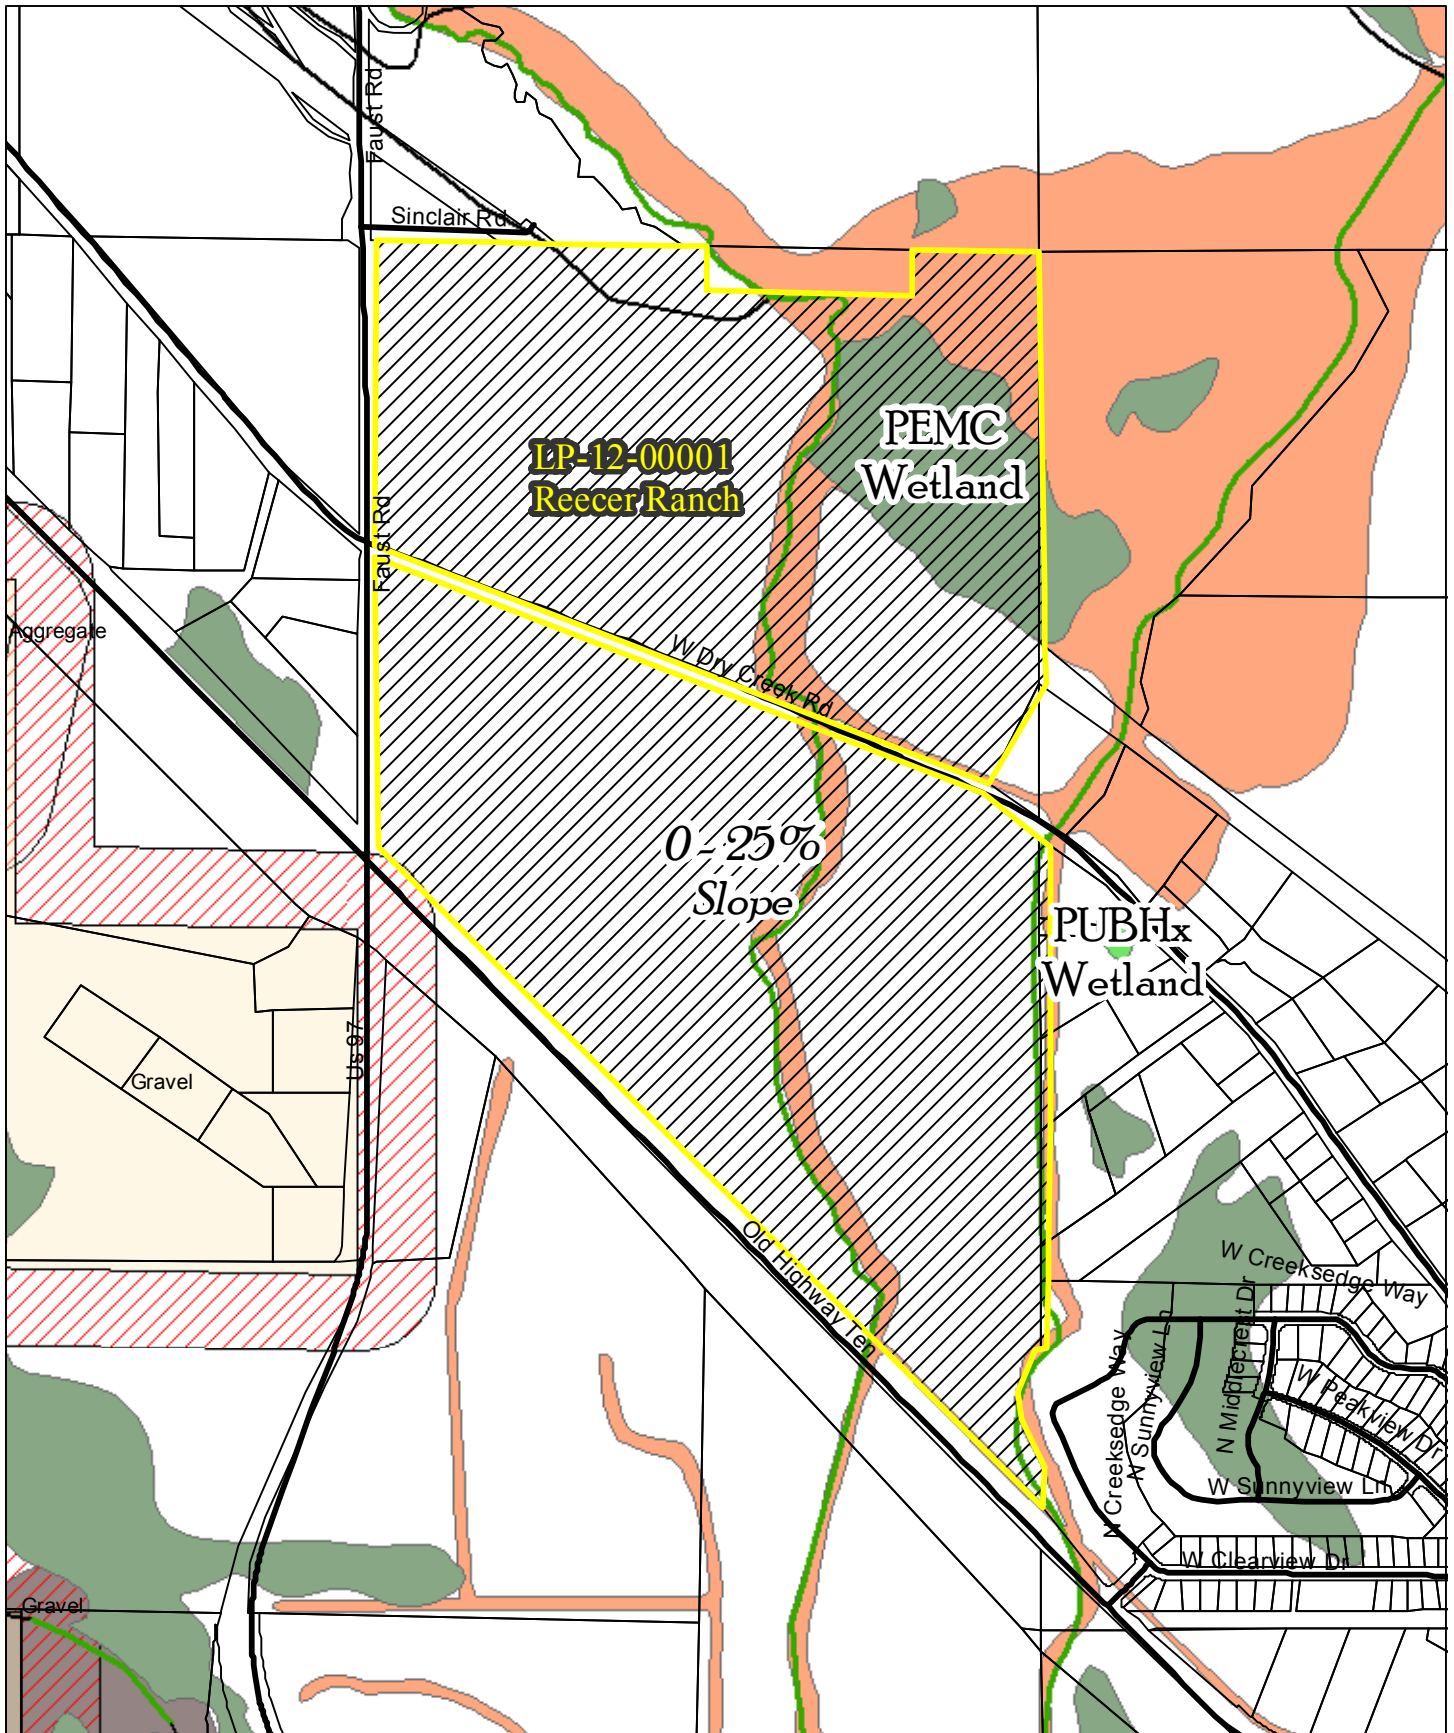 Faust Rd
Sinclair Rd
PEMC
Wetland
LP-12-00001
Reecer Ranch
Faust Rd
Aggregate
W Dry Creek Rd
0 - 25%
Slope
PUBHx
Wetland
Us 97
Gravel
Old Highway Ten
W Creeksedge Way
N Creeksedge Way
N Sunnyview Ln
N Middlecrest Dr
W Peakview Dr
W Sunnyview Ln
W Clearview Dr
Gravel